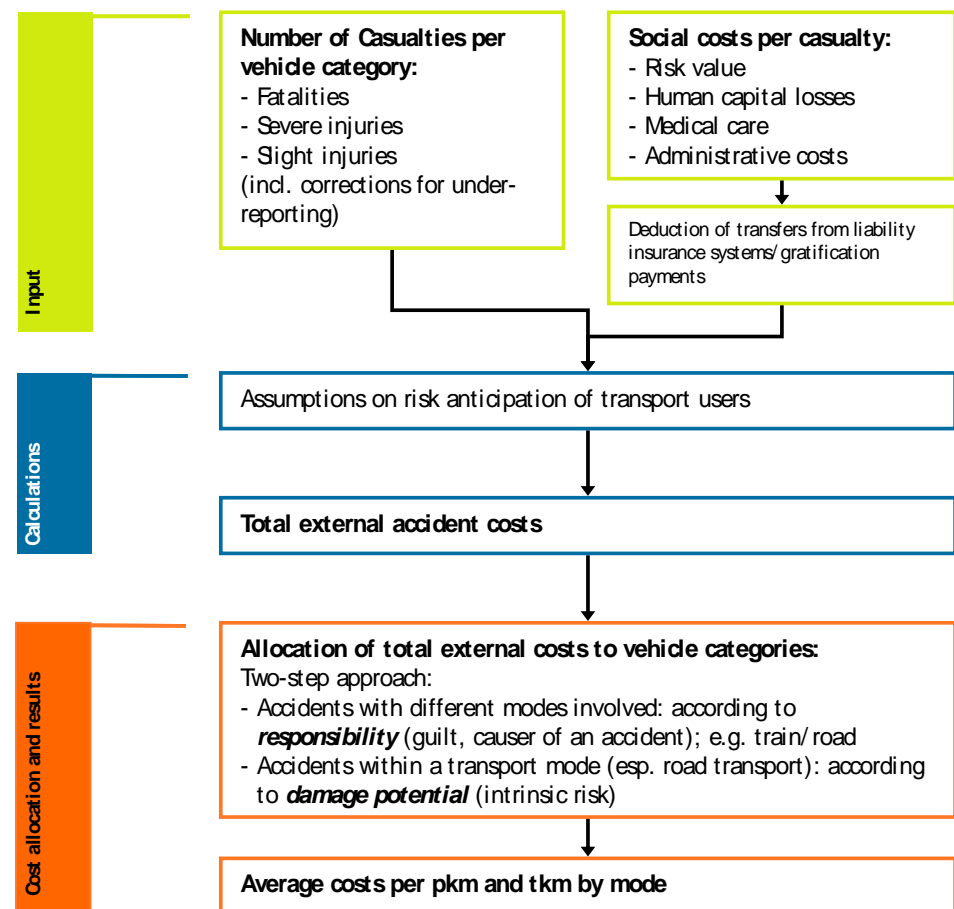 Input
Number of Casualties per
vehicle category:
- Fatalities
- Severe injuries
- Slight injuries
(incl. corrections for under-
reporting)
Social costs per casualty:
- Risk value
- Human capital losses
- Medical care
- Administrative costs
Deduction of transfers from liability
insurance systems/gratification
payments
Calculations
Assumptions on risk anticipation of transport users
Total external accident costs
Cost allocation and results
Allocation of total external costs to vehicle categories:
Two-step approach:
- Accidents with different modes involved: according to
responsibility (guilt, causer of an accident); e.g. train/road
- Accidents within a transport mode (esp. road transport): according
to damage potential (intrinsic risk)
Average costs per pkm and tkm by mode